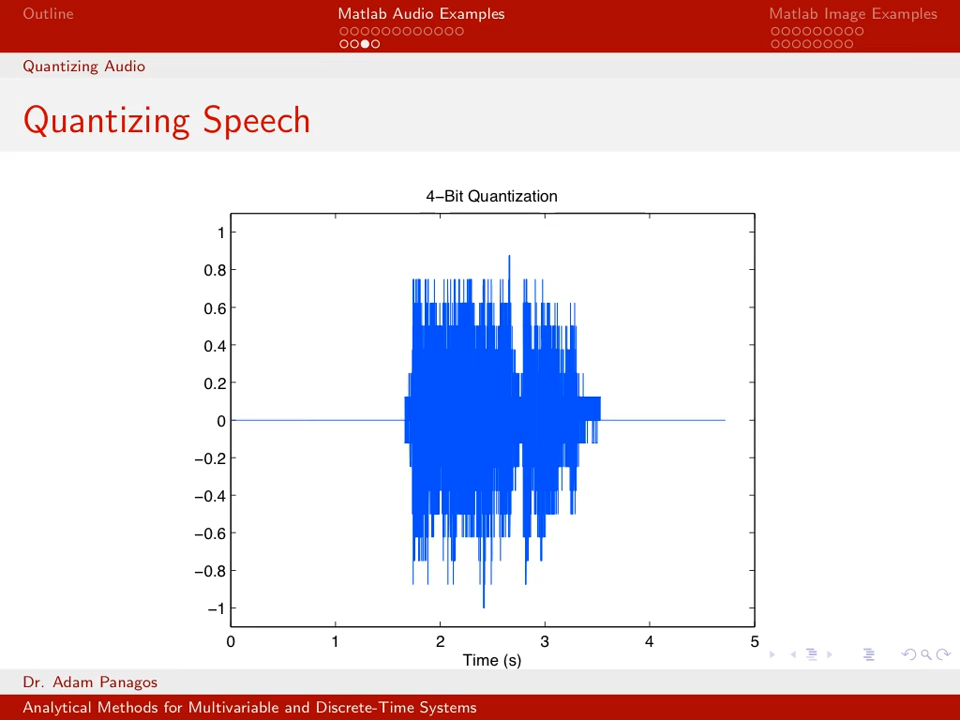 Outline
Matlab Audio Examples
Matlab Image Examples
Quantizing Audio
Quantizing Speech
4−Bit Quantization
1
0.8
0.6
0.4
0.2
0
−0.2
−0.4
−0.6
−0.8
−1
0 1 2 3 4 5
Time (s)
Dr. Adam Panagos
Analytical Methods for Multivariable and Discrete-Time Systems